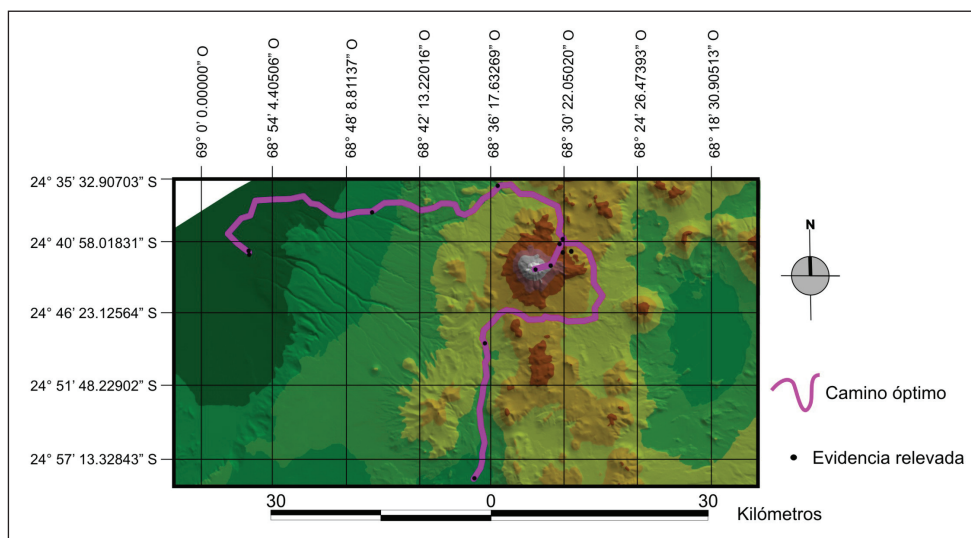 69° 0’ 0.00000” O
68° 54’ 4.40506” O
68° 48’ 8.81137” O
68° 42’ 13.22016” O
68° 36’ 17.63269” O
68° 30’ 22.05020” O
68° 24’ 26.47393” O
68° 18’ 30.90513” O
24° 35’ 32.90703” S
24° 40’ 58.01831” S
24° 46’ 23.12564” S
24° 51’ 48.22902” S
24° 57’ 13.32843” S
N
Camino óptimo
Evidencia relevada
30 0 30
Kilómetros